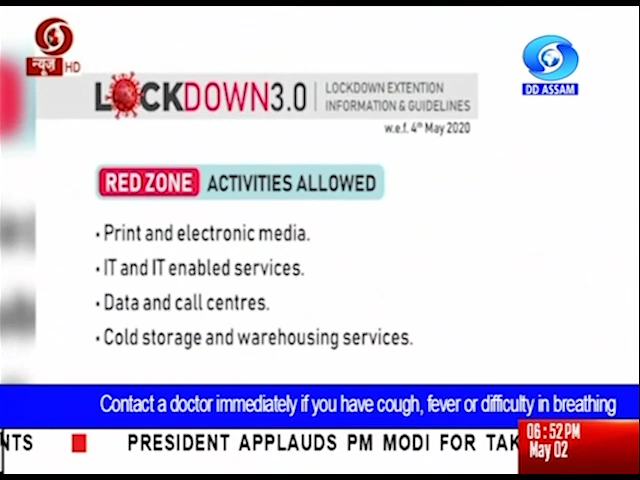 न्यूज़ HD
DD ASSAM
LOCKDOWN3.0
LOCKDOWN EXTENTION
INFORMATION & GUIDELINES
w.e.f. 4th May 2020
RED ZONE ACTIVITIES ALLOWED
· Print and electronic media.
· IT and IT enabled services.
· Data and call centres.
· Cold storage and warehousing services.
Contact a doctor immediately if you have cough, fever or difficulty in breathing
NTS ■ PRESIDENT APPLAUDS PM MODI FOR TAK
06:52PM
May 02